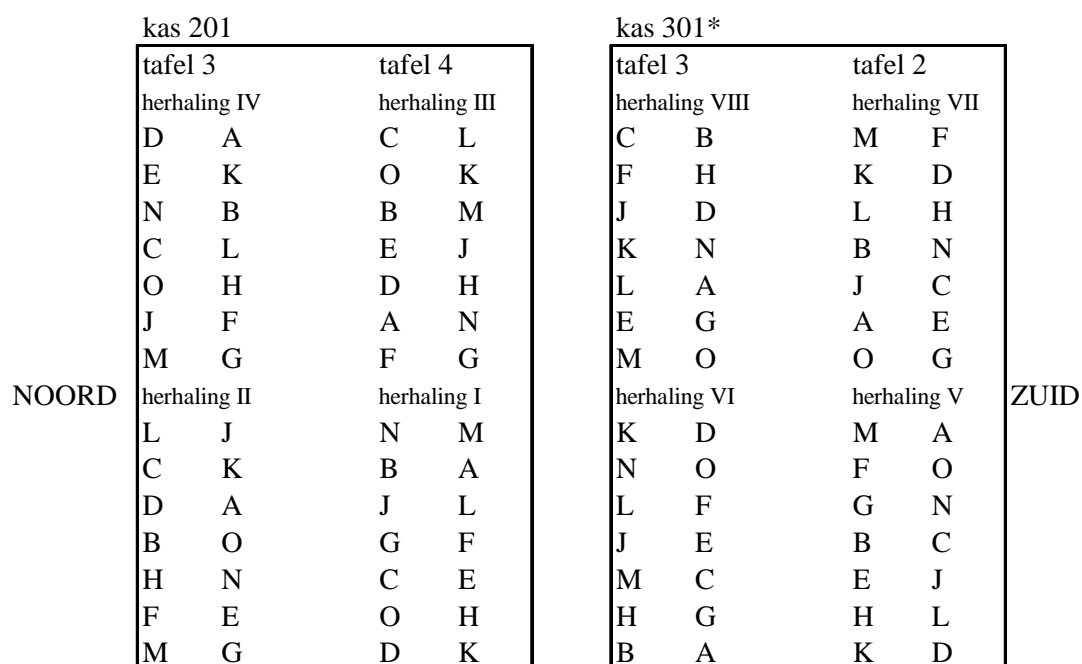 kas 201 kas 301*
tafel 3 tafel 4 tafel 3 tafel 2
herhaling IV herhaling III herhaling VIII herhaling VII
D A C L C B M F
E K O K F H K D
N B B M J D L H
C L E J K N B N
O H D H L A J C
J F A N E G A E
M G F G M O O G
NOORD herhaling II herhaling I herhaling VI herhaling V ZUID
L J N M K D M A
C K B A N O F O
D A J L L F G N
B O G F J E B C
H N C E M C E J
F E O H H G H L
M G D K B A K D